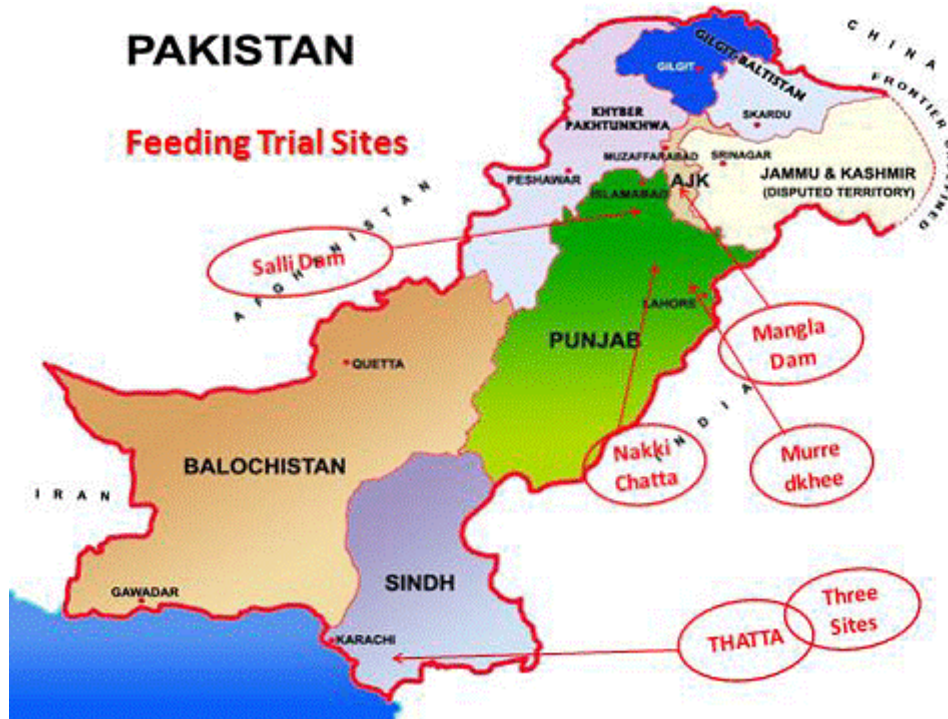 PAKISTAN
Feeding Trial Sites
CHINA
FRONTIER
GILGIT-BALTISTAN
GILGIT
SKARDU
KHYBER
PAKHTUNKHWA
MUZAFFARABAD
SRINAGAR
PESHAWAR
ISLAMABAD
AJK
JAMMU & KASHMIR
(DISPUTED TERRITORY)
AFGHNISTAN
Salli Dam
LAHORE
PUNJAB
Mangla
Dam
QUETTA
INDIA
Nakki
Chatta
Murre
dkhee
BALOCHISTAN
IRAN
SINDH
GAWADAR
KARACHI
THATTA
Three
Sites